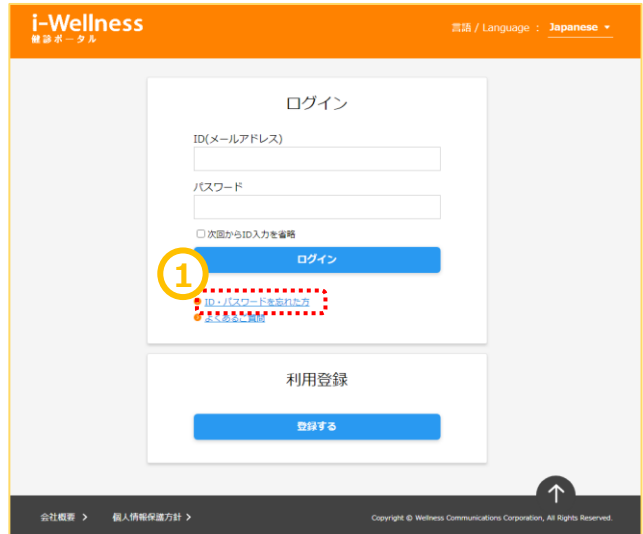 i-Wellness
健診ポータル
言語 / Language : Japanese
ログイン
ID(メールアドレス)
パスワード
次回からID入力を省略
ログイン
1
ID・パスワードを忘れた方
よくあるご質問
利用登録
登録する
会社概要 > 個人情報保護方針 >
Copyright © Wellness Communications Corporation, All Rights Reserved.